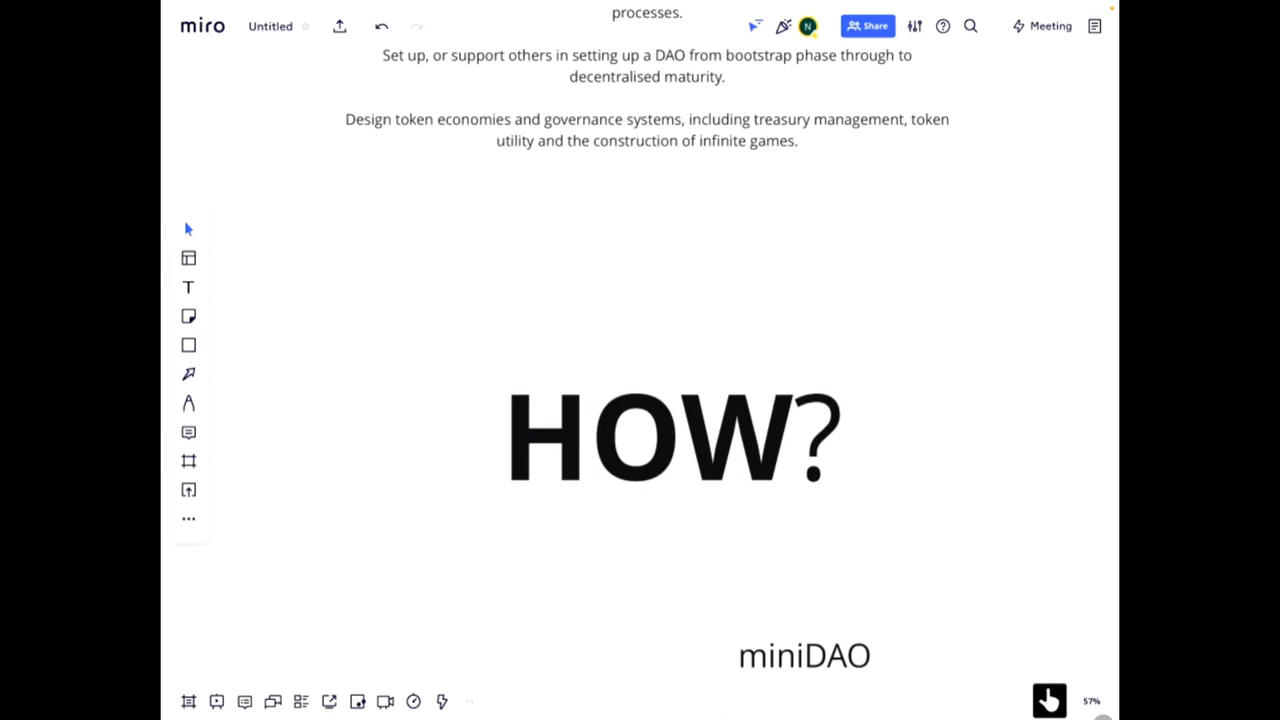 processes.
miro Untitled Share Meeting
N
Set up, or support others in setting up a DAO from bootstrap phase through to
decentralised maturity.
Design token economies and governance systems, including treasury management, token
utility and the construction of infinite games.
HOW?
miniDAO
57%